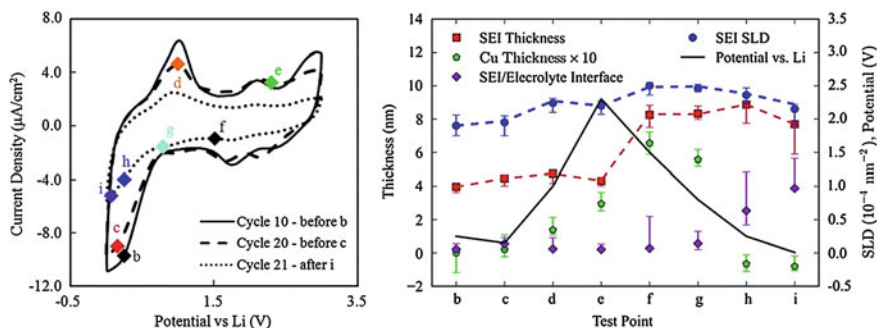 8.0
4.0
0.0
-4.0
-8.0
-12.0
Current Density (μA/cm²)
-0.5
1.5
3.5
Potential vs Li (V)
d
e
f
g
h
i
c
b
Cycle 10 - before b
Cycle 20 - before c
Cycle 21 - after i
Thickness (nm)
14
12
10
8
6
4
2
0
-2
SEI Thickness
Cu Thickness × 10
SEI/Elecrolyte Interface
SEI SLD
Potential vs. Li
b c d e f g h i
Test Point
3.5
3.0
2.5
2.0
1.5
1.0
0.5
0.0
-0.5
SLD (10⁻⁴ nm⁻²), Potential (V)